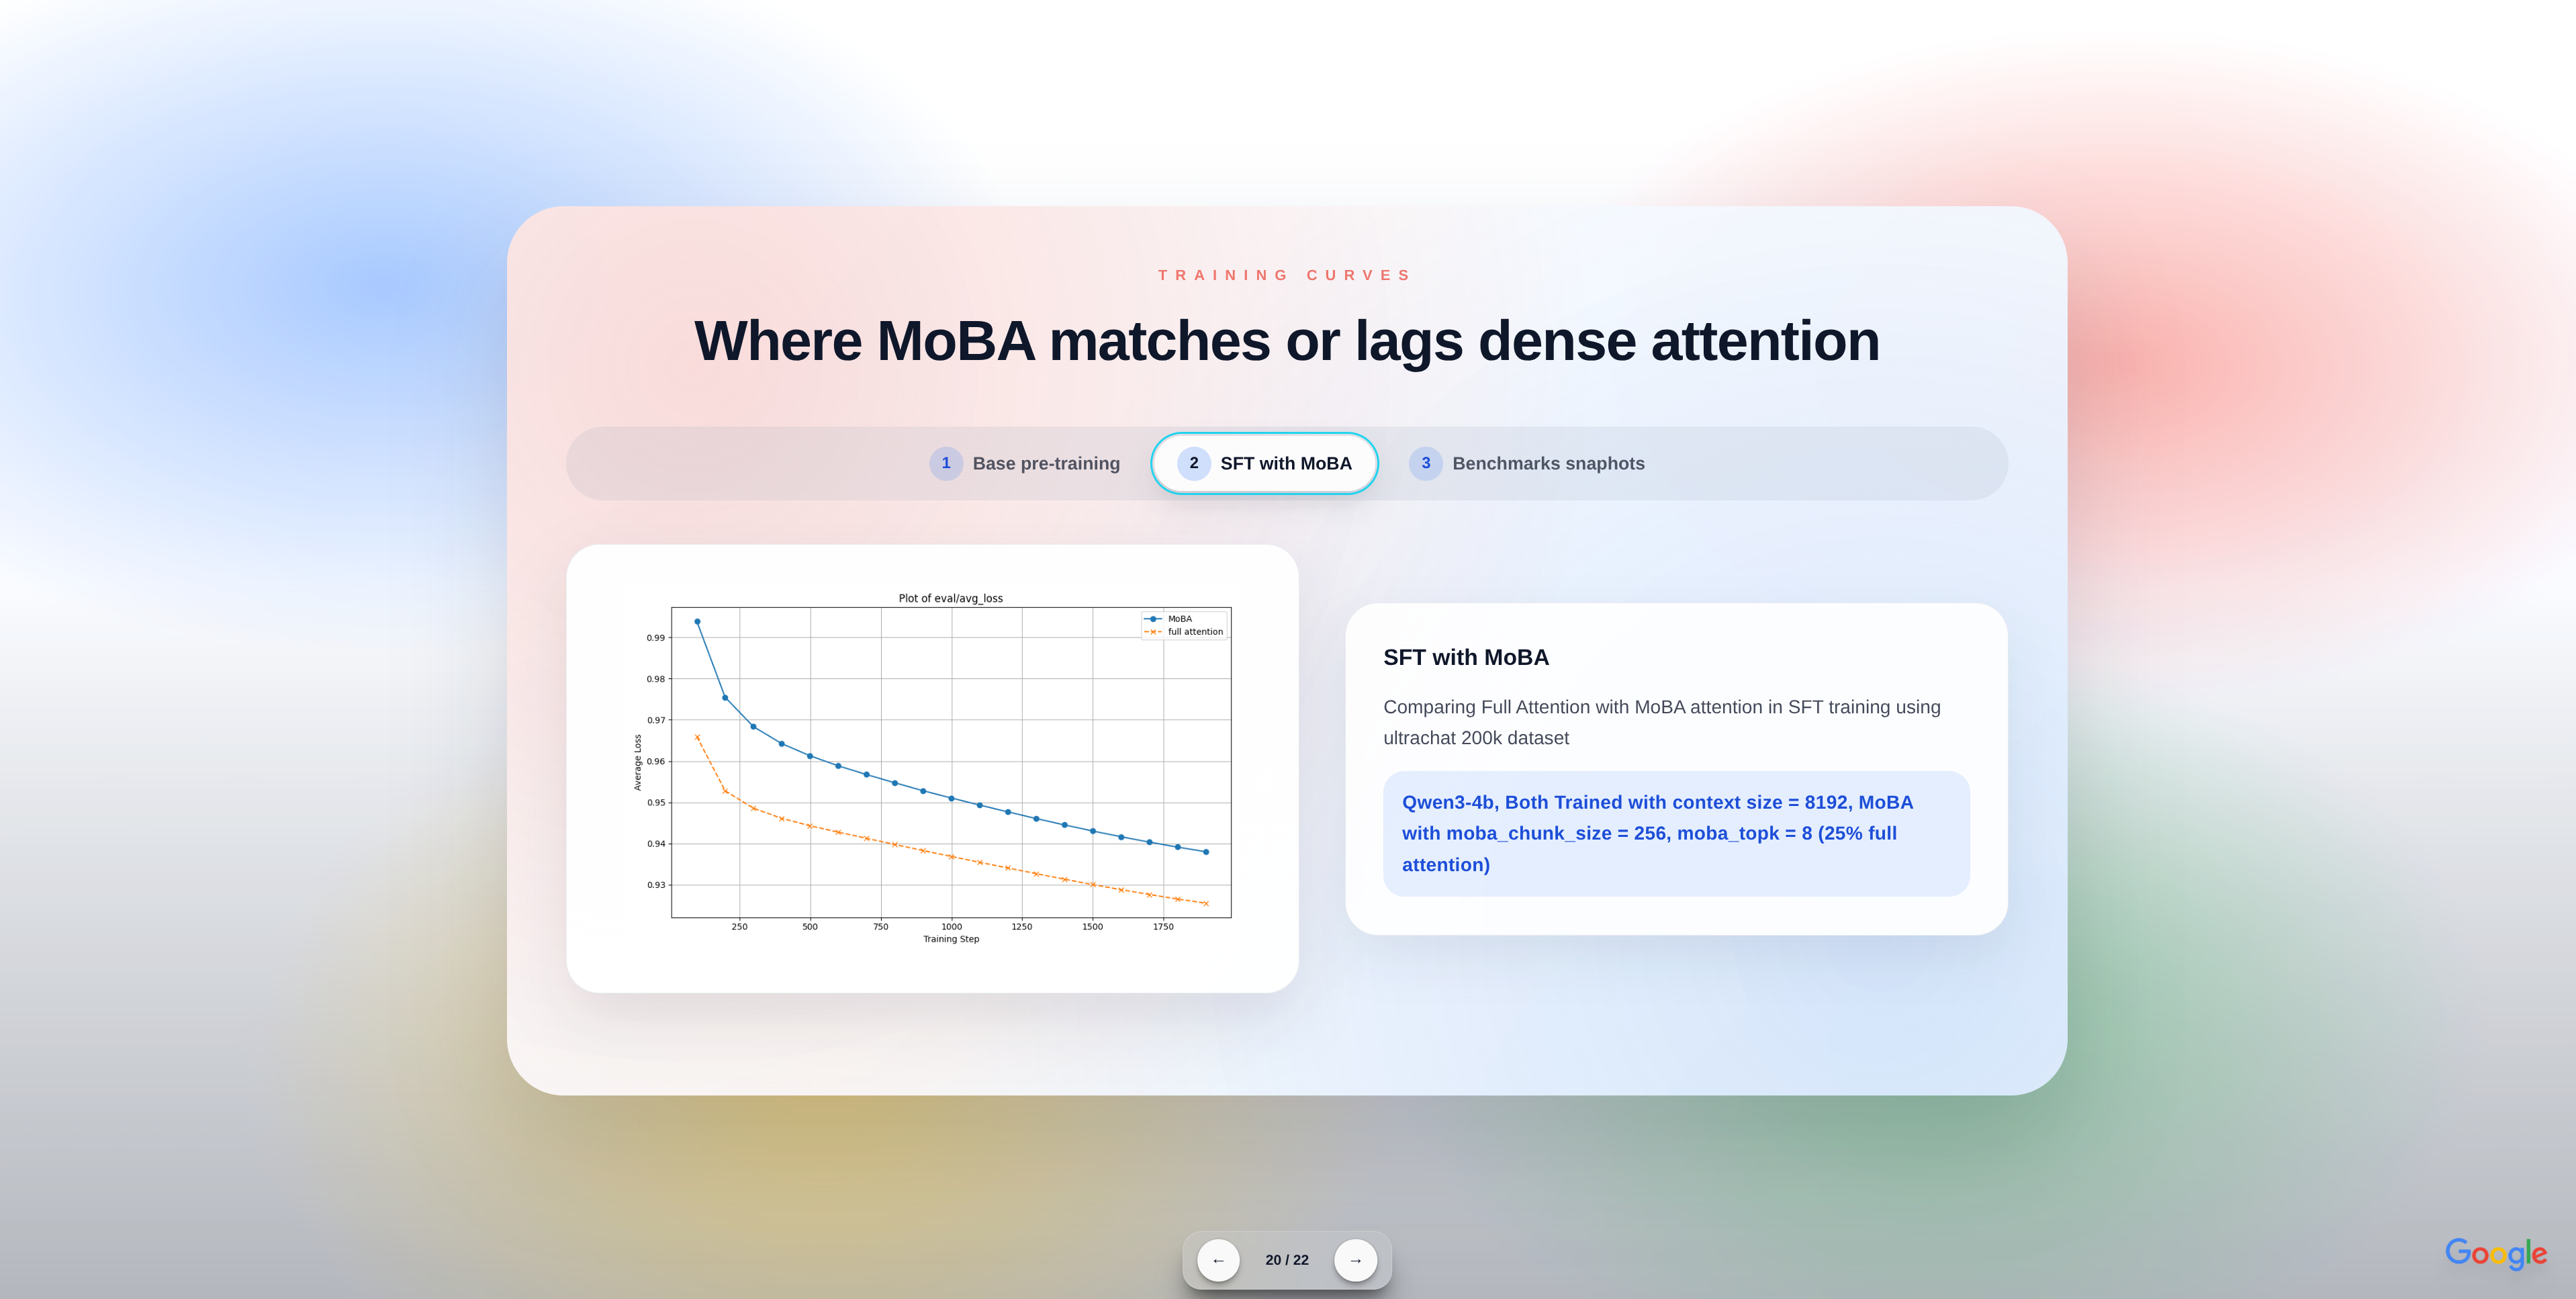 TRAINING CURVES
Where MoBA matches or lags dense attention
1 Base pre-training
2 SFT with MoBA
3 Benchmarks snaphots
Plot of eval/avg_loss
MoBA
full attention
0.99
0.98
0.97
0.96
0.95
0.94
0.93
Average Loss
250 500 750 1000 1250 1500 1750
Training Step
SFT with MoBA
Comparing Full Attention with MoBA attention in SFT training using
ultrachat 200k dataset
Qwen3-4b, Both Trained with context size = 8192, MoBA
with moba_chunk_size = 256, moba_topk = 8 (25% full
attention)
← 20 / 22 →
Google